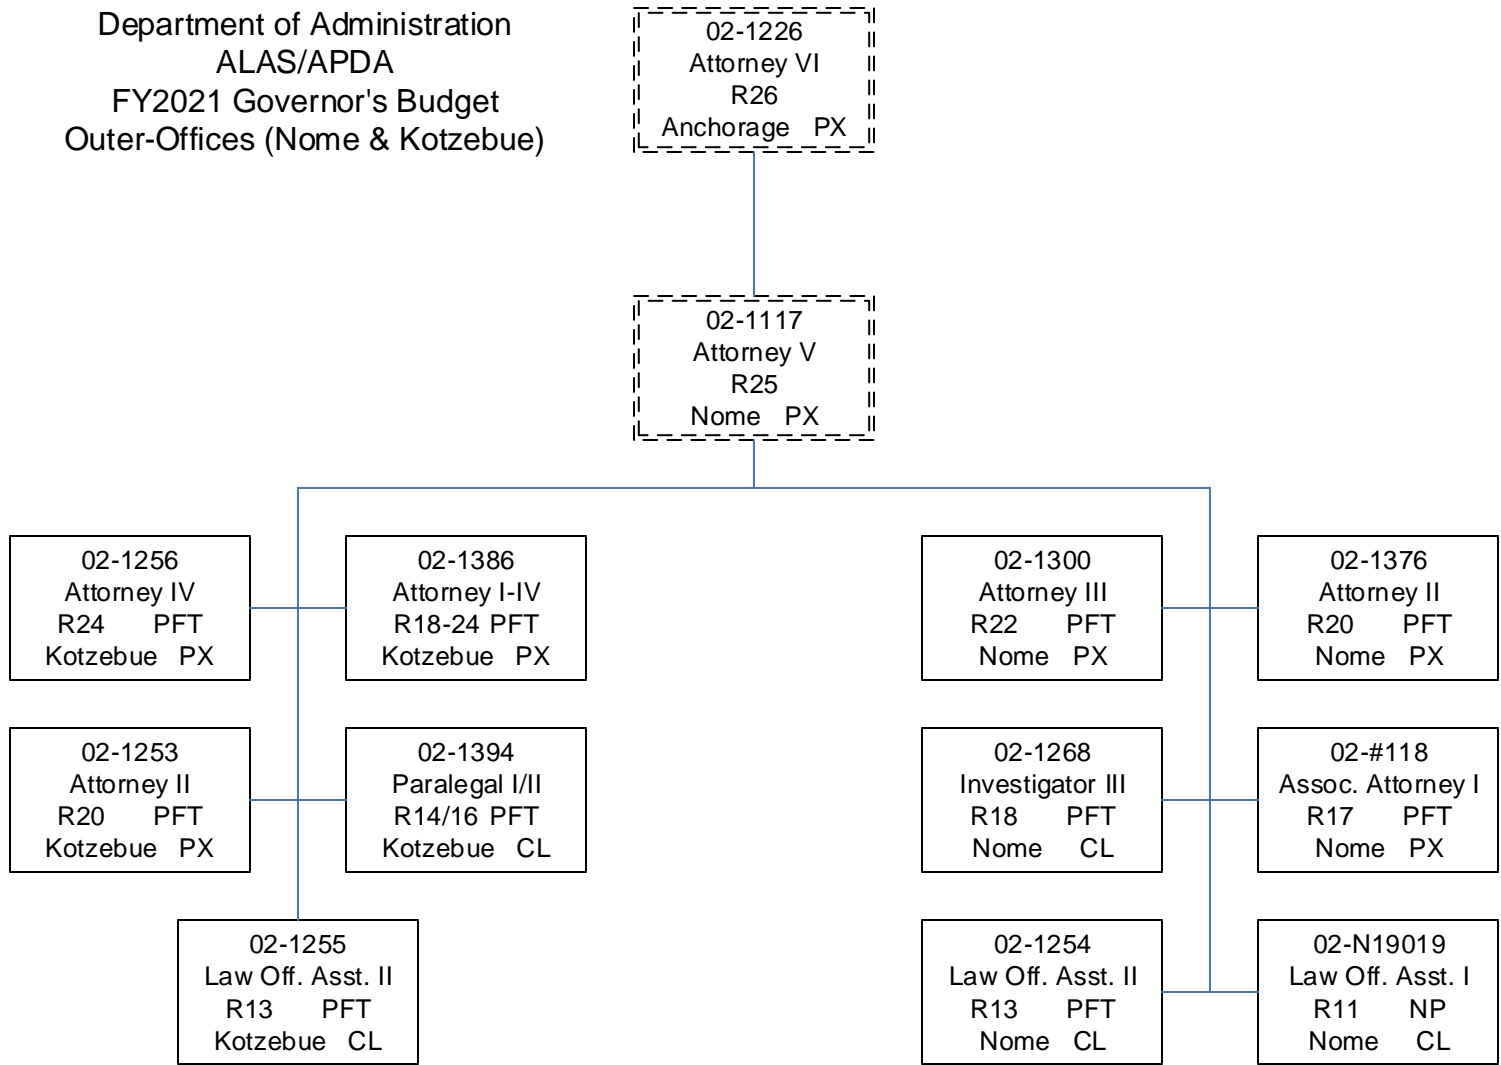 Department of Administration
ALAS/APDA
FY2021 Governor's Budget
Outer-Offices (Nome & Kotzebue)
02-1226
Attorney VI
R26
Anchorage PX
02-1117
Attorney V
R25
Nome PX
02-1256
Attorney IV
R24 PFT
Kotzebue PX
02-1386
Attorney I-IV
R18-24 PFT
Kotzebue PX
02-1300
Attorney III
R22 PFT
Nome PX
02-1376
Attorney II
R20 PFT
Nome PX
02-1253
Attorney II
R20 PFT
Kotzebue PX
02-1394
Paralegal I/II
R14/16 PFT
Kotzebue CL
02-1268
Investigator III
R18 PFT
Nome CL
02-#118
Assoc. Attorney I
R17 PFT
Nome PX
02-1255
Law Off. Asst. II
R13 PFT
Kotzebue CL
02-1254
Law Off. Asst. II
R13 PFT
Nome CL
02-N19019
Law Off. Asst. I
R11 NP
Nome CL